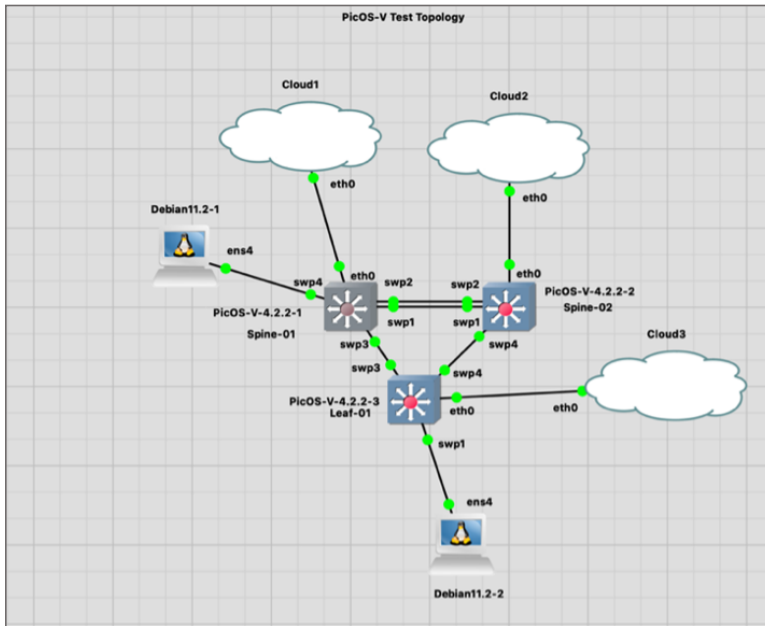 PicOS-V Test Topology
Cloud1
Cloud2
eth0
eth0
Debian11.2-1
ens4
eth0
eth0
swp4
swp2
swp2
PicOS-V-4.2.2-1
Spine-01
swp1
swp1
PicOS-V-4.2.2-2
Spine-02
swp3
swp4
Cloud3
swp3
swp4
PicOS-V-4.2.2-3
Leaf-01
eth0
eth0
swp1
ens4
Debian11.2-2